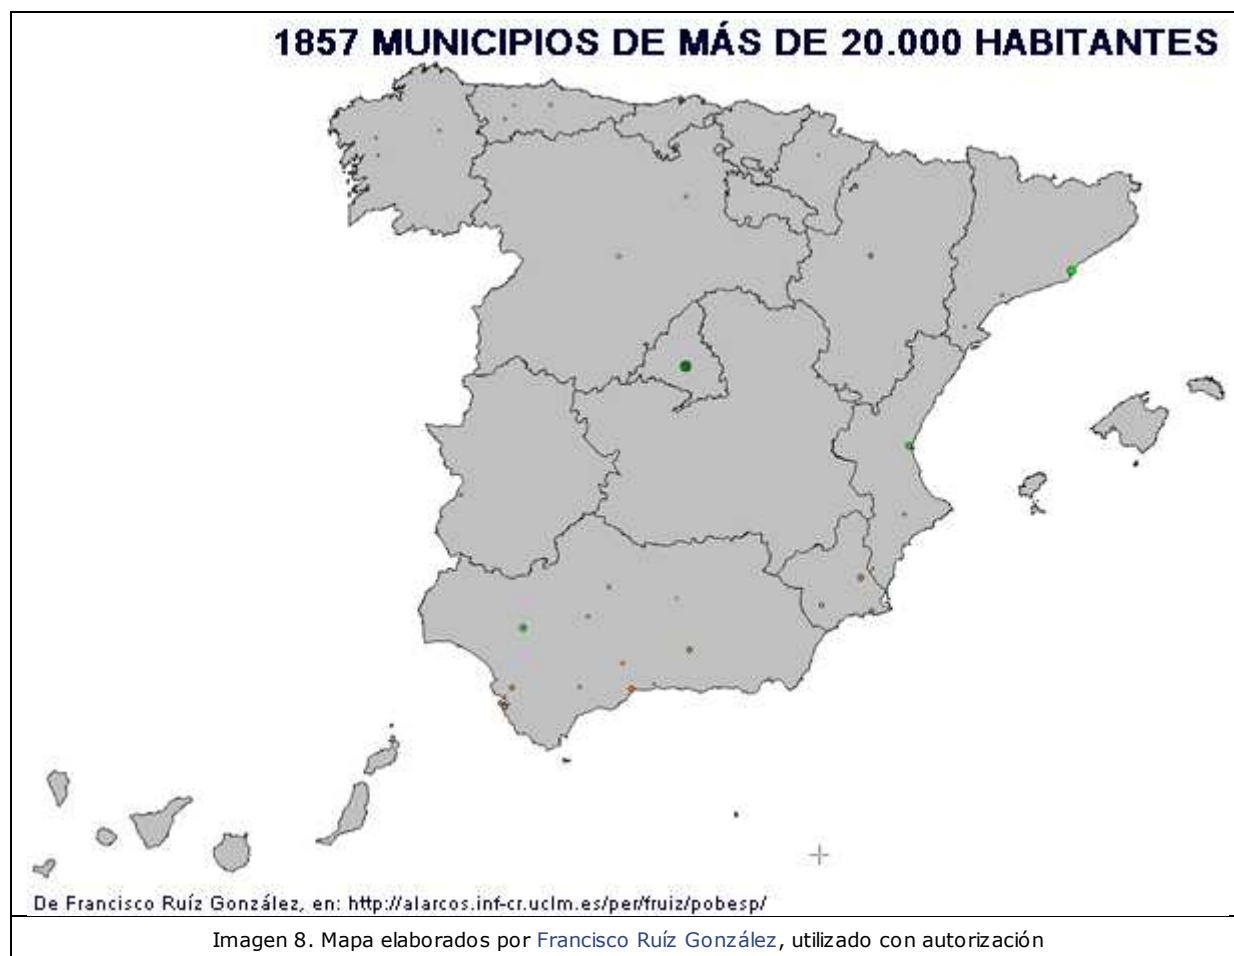 1857 MUNICIPIOS DE MÁS DE 20.000 HABITANTES
De Francisco Ruíz González, en: http://alarcos.inf-cr.uclm.es/per/fruiz/pobesp/
Imagen 8. Mapa elaborados por Francisco Ruíz González, utilizado con autorización